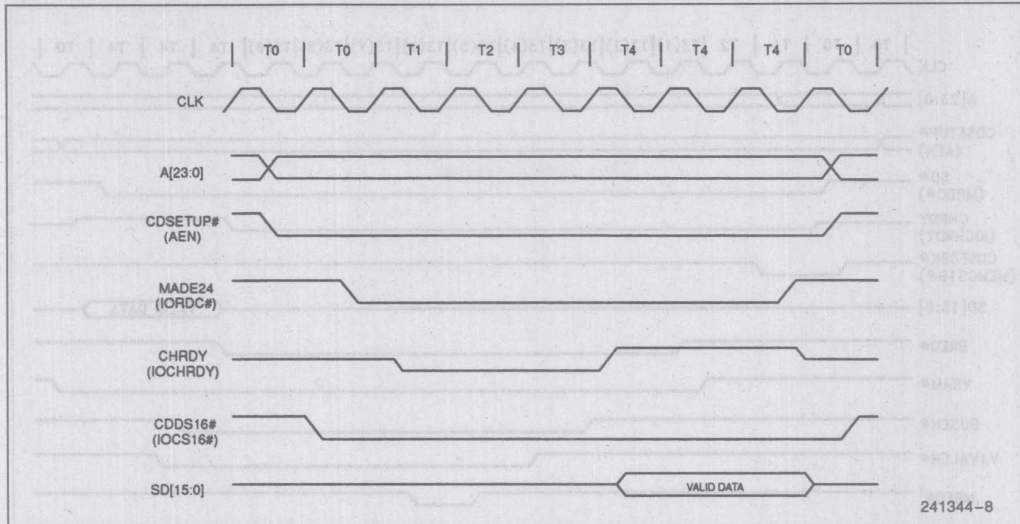 T0 T0 T1 T2 T3 T4 T4 T4 T0
CLK
A[23:0]
CDSETUP#
(AEN)
MADE24
(IORDC#)
CHRDY
(IOCHRDY)
CDDS16#
(IOCS16#)
SD[15:0]
VALID DATA
241344-8